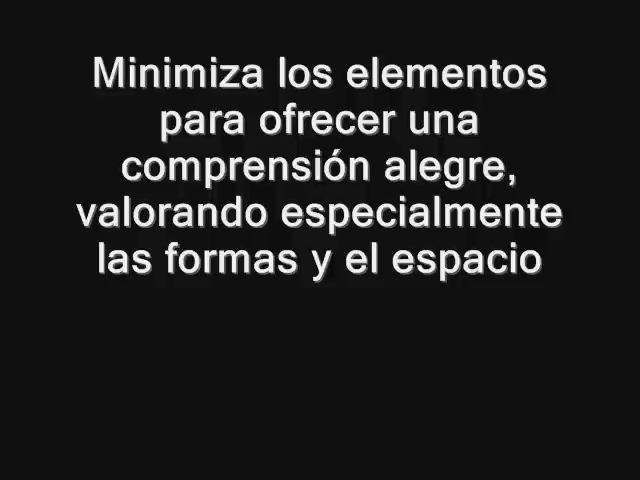 Minimiza los elementos
para ofrecer una
comprensión alegre,
valorando especialmente
las formas y el espacio